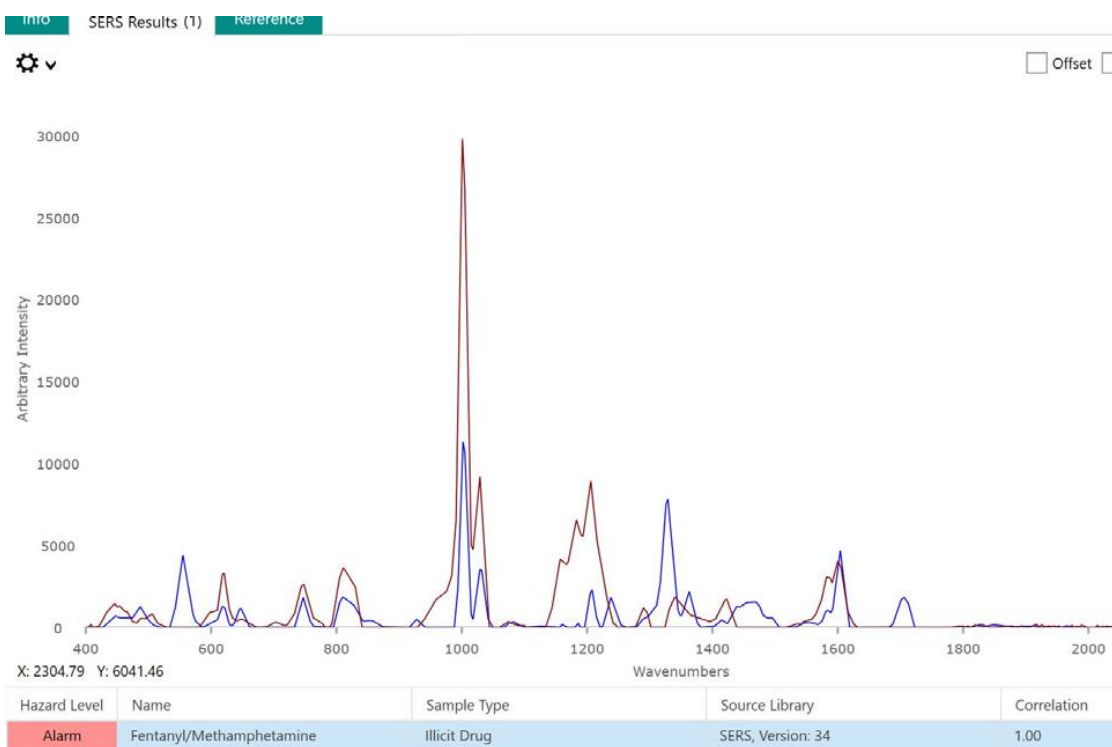 Info SERS Results (1) Reference
Offset
30000
25000
20000
15000
10000
5000
0
Arbitrary Intensity
400 600 800 1000 1200 1400 1600 1800 2000
X: 2304.79 Y: 6041.46 Wavenumbers
Hazard Level Name Sample Type Source Library Correlation
Alarm Fentanyl/Methamphetamine Illicit Drug SERS, Version: 34 1.00